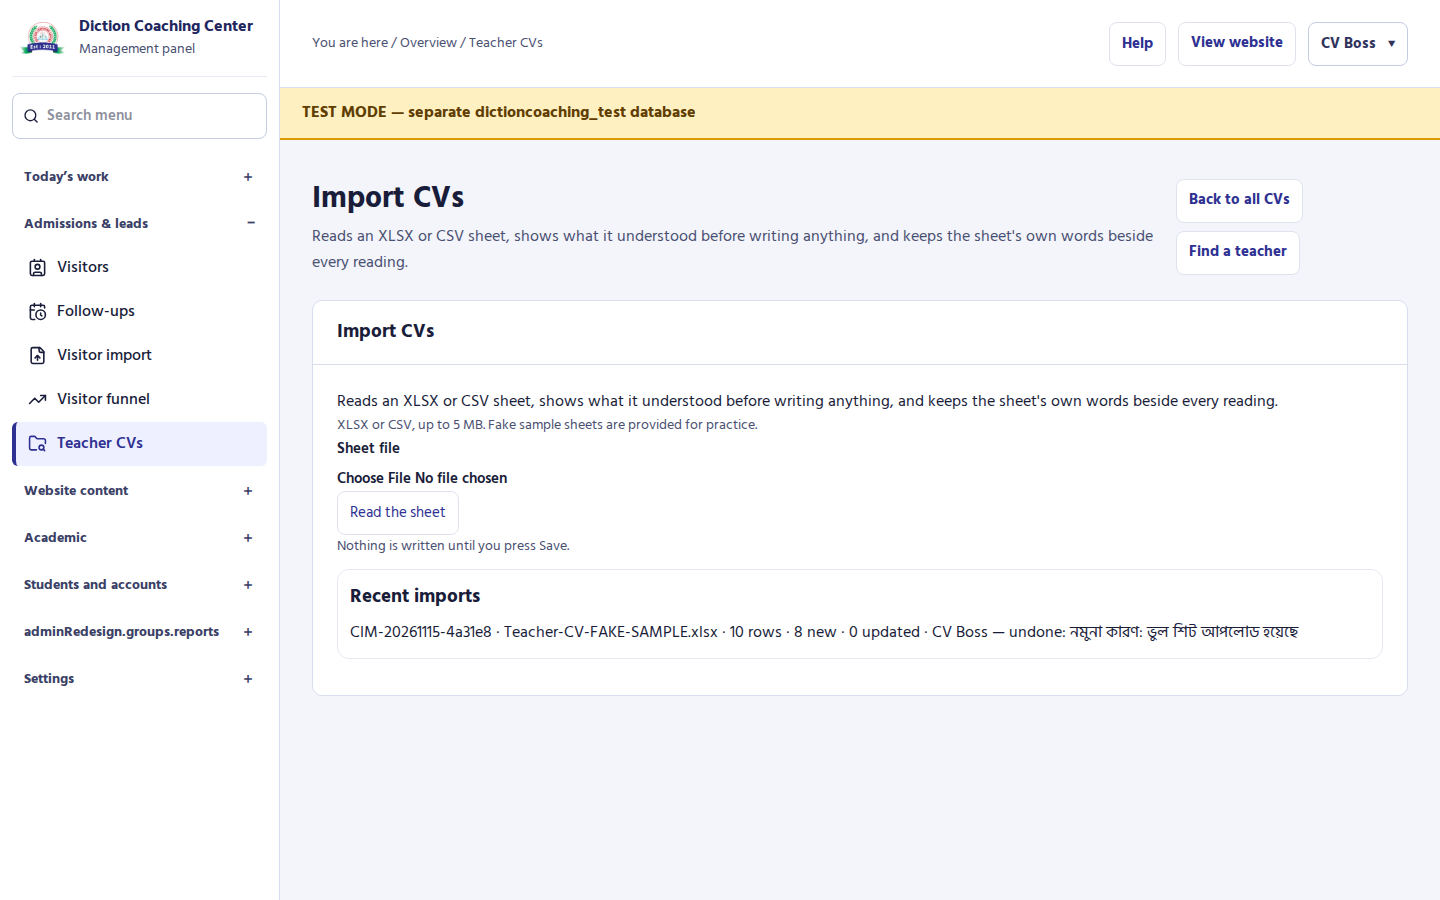 Diction Coaching Center
Management panel
Est : 2011
Search menu
Today’s work +
Admissions & leads −
Visitors
Follow-ups
Visitor import
Visitor funnel
Teacher CVs
Website content +
Academic +
Students and accounts +
adminRedesign.groups.reports +
Settings +
You are here / Overview / Teacher CVs
Help
View website
CV Boss ▾
TEST MODE — separate dictioncoaching_test database
Import CVs
Reads an XLSX or CSV sheet, shows what it understood before writing anything, and keeps the sheet's own words beside
every reading.
Back to all CVs
Find a teacher
Import CVs
Reads an XLSX or CSV sheet, shows what it understood before writing anything, and keeps the sheet's own words beside every reading.
XLSX or CSV, up to 5 MB. Fake sample sheets are provided for practice.
Sheet file
Choose File No file chosen
Read the sheet
Nothing is written until you press Save.
Recent imports
CIM-20261115-4a31e8 · Teacher-CV-FAKE-SAMPLE.xlsx · 10 rows · 8 new · 0 updated · CV Boss — undone: নমুনা কারণ: ভুল শিট আপলোড হয়েছে